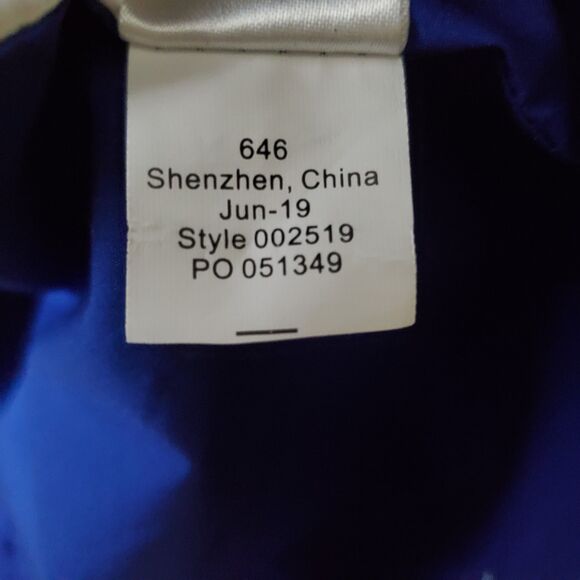 646
Shenzhen, China
Jun-19
Style 002519
PO 051349